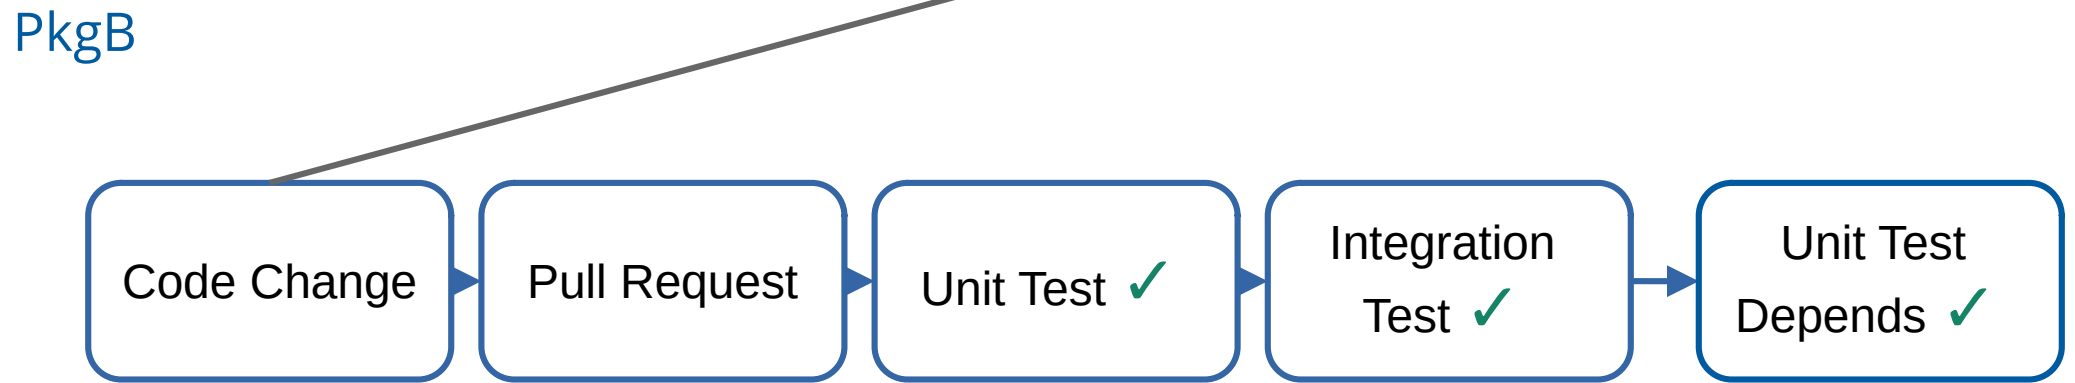 PkgB
Code Change
Pull Request
Unit Test ✓
Integration
Test ✓
Unit Test
Depends ✓